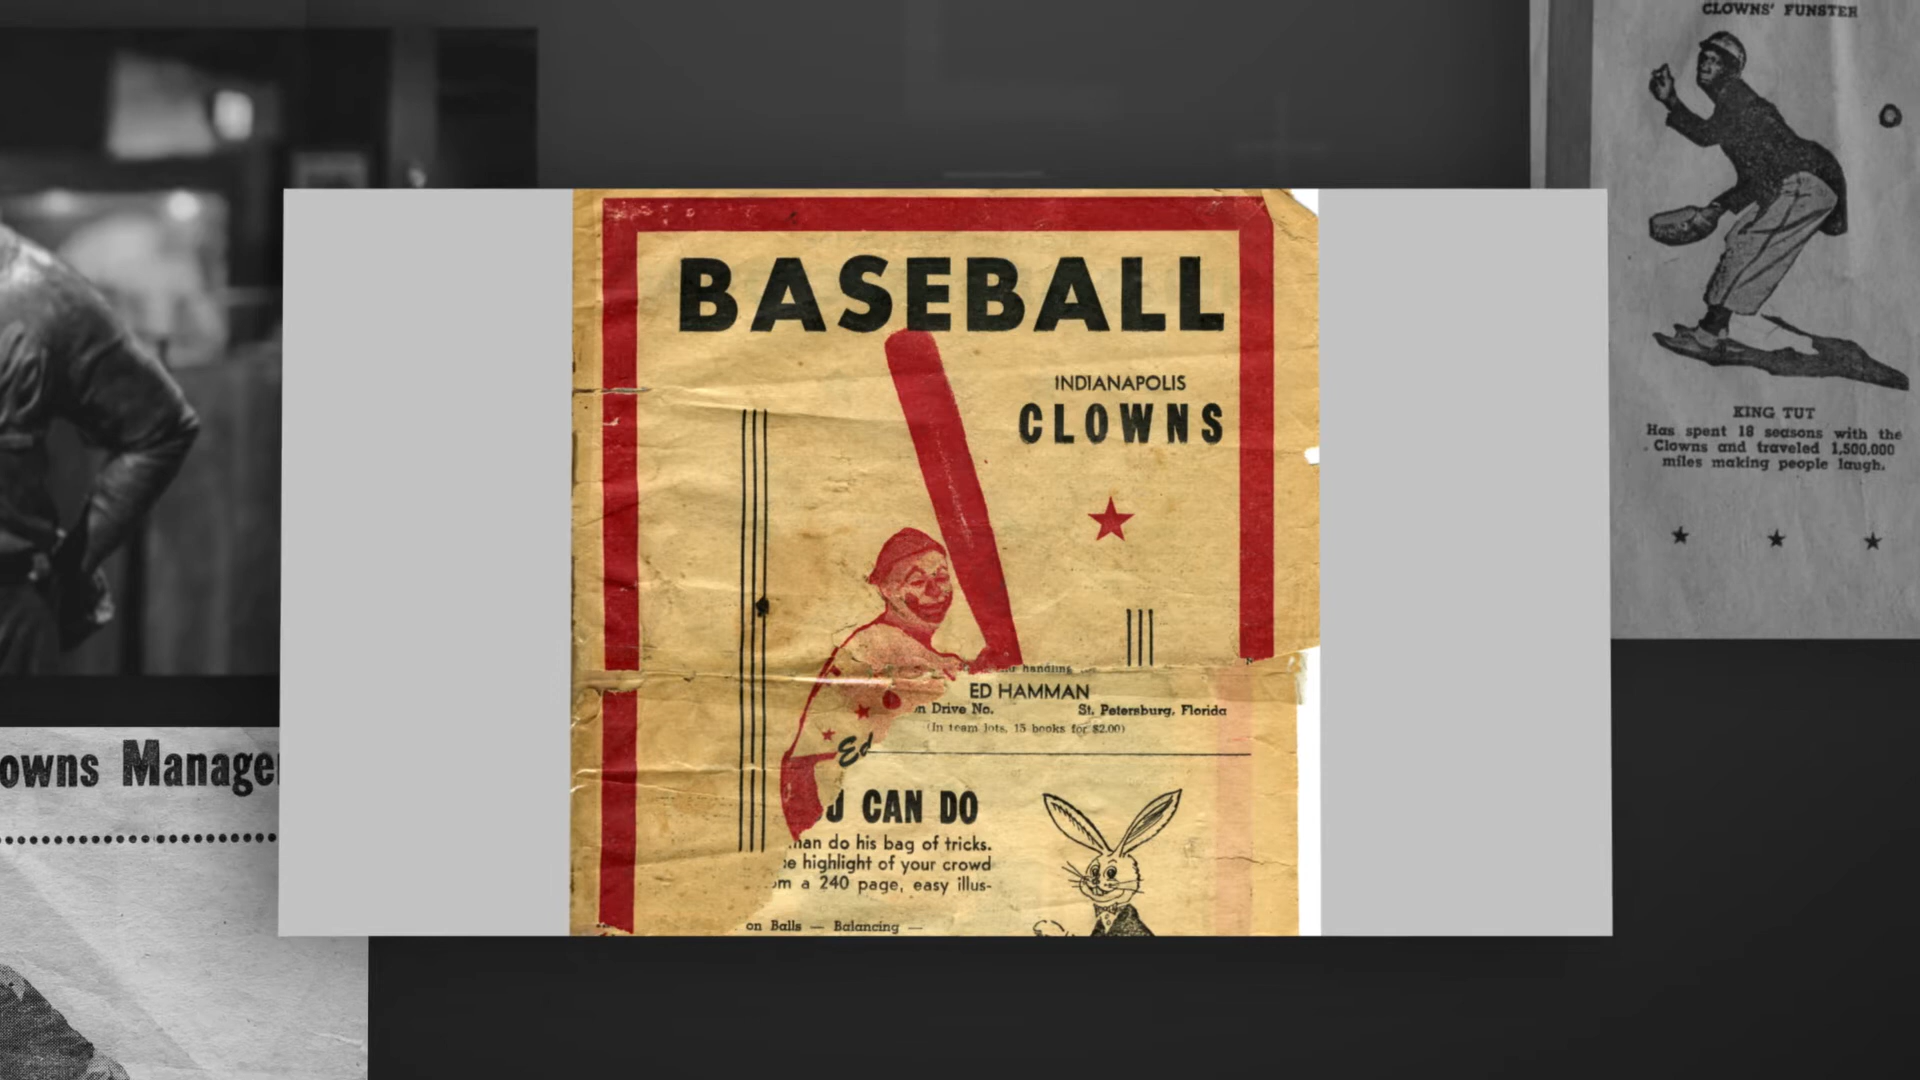 CLOWNS' FUNSTER
BASEBALL
INDIANAPOLIS
CLOWNS
KING TUT
Has spent 18 seasons with the
Clowns and traveled 1,500,000
miles making people laugh.
handling
ED HAMMAN
Drive No. St. Petersburg, Florida
(In team lots, 15 books for $2.00)
Ed
owns Manage
CAN DO
do his bag of tricks.
highlight of your crowd
a 240 page, easy illus-
on Balls — Balancing —